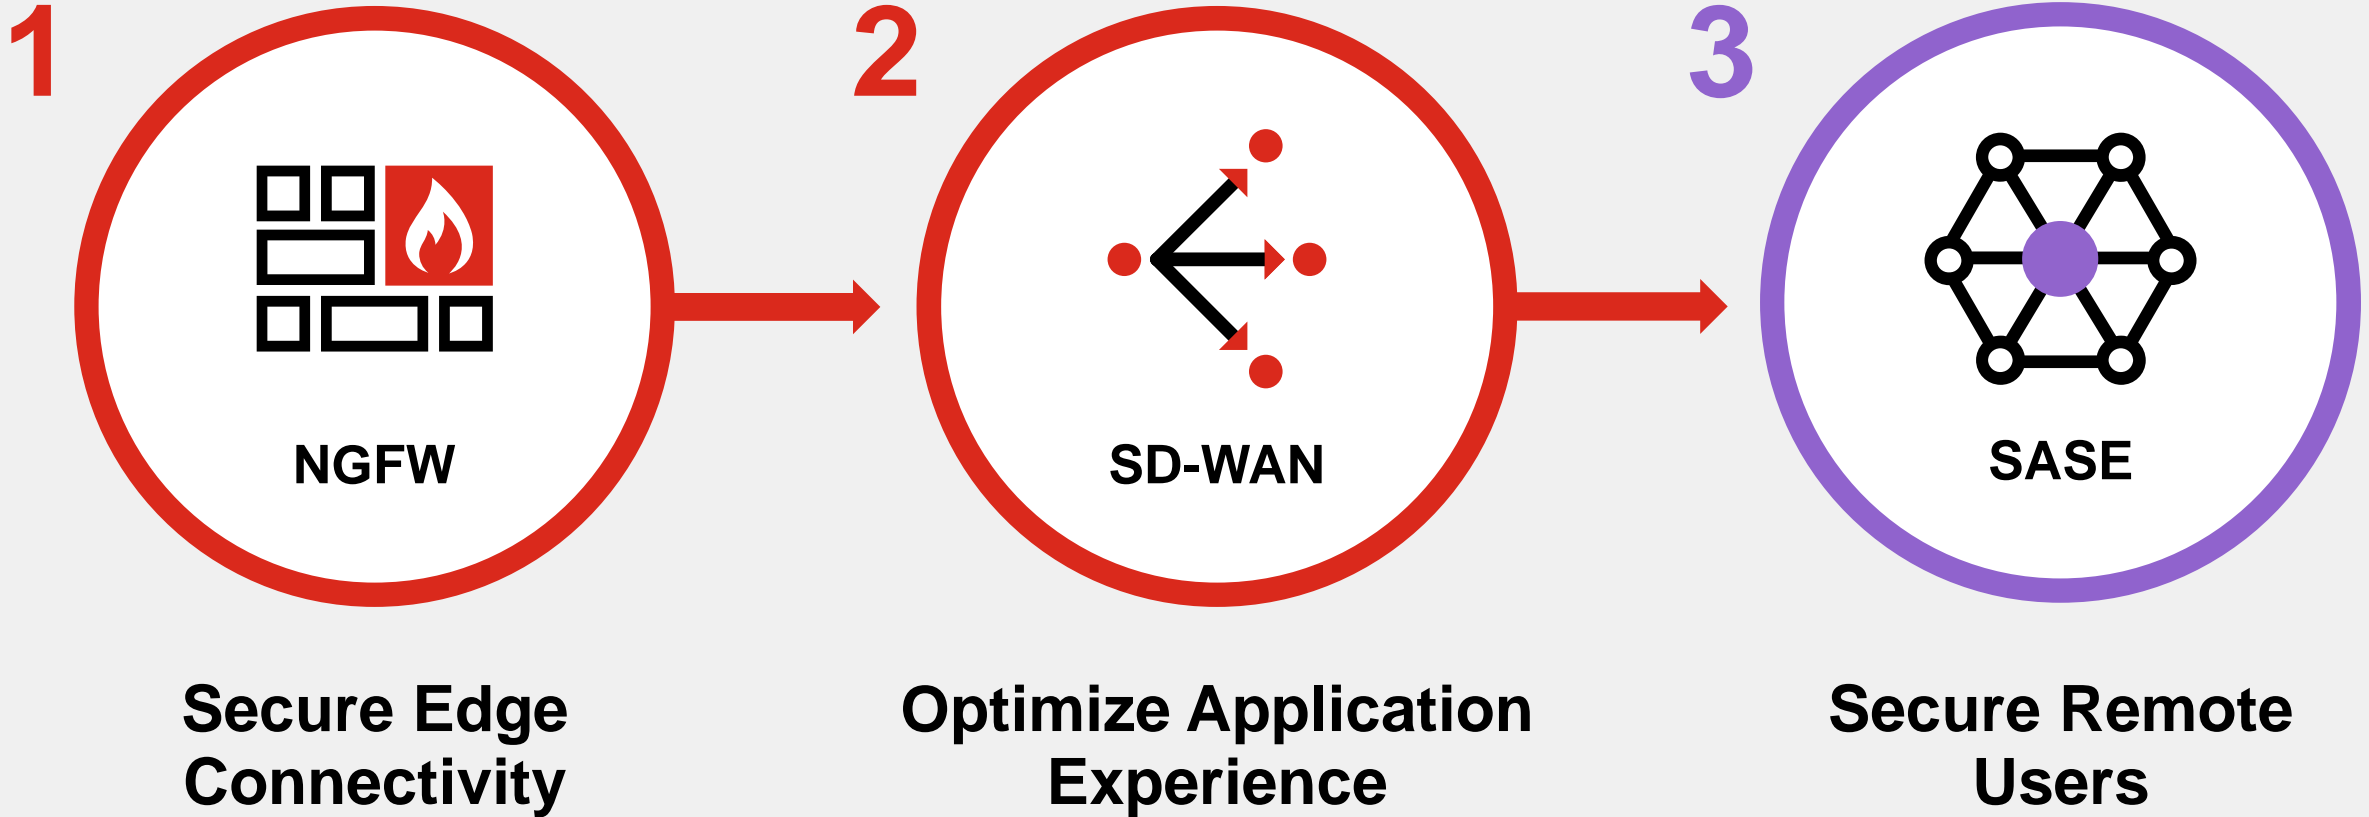 1
NGFW
Secure Edge
Connectivity
2
SD-WAN
Optimize Application
Experience
3
SASE
Secure Remote
Users